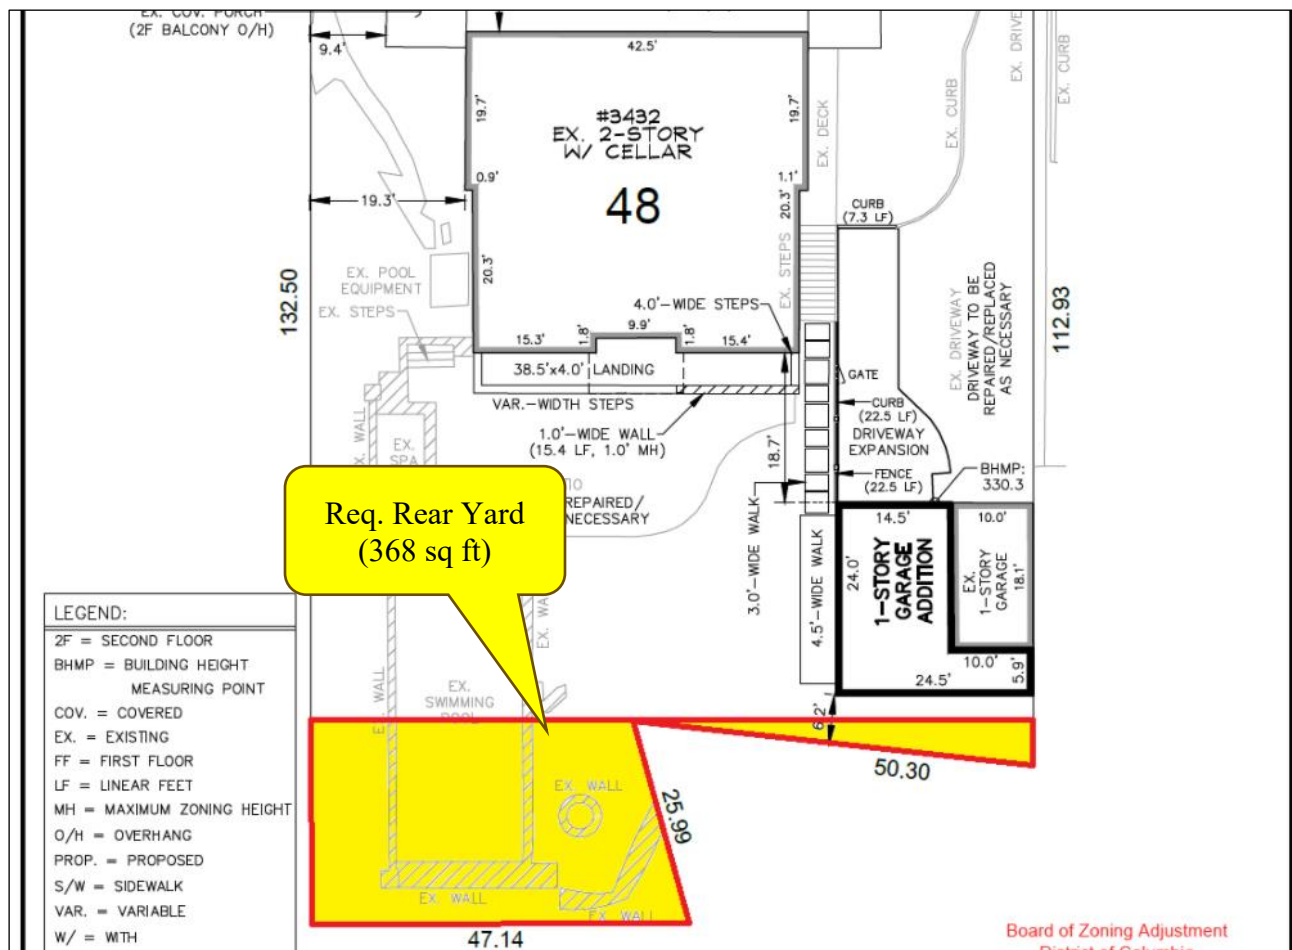 EX. COV. PORCH
(2F BALCONY O/H)
9.4'
42.5'
19.7'
19.7'
#3432
EX. 2-STORY
W/ CELLAR
48
0.9'
1.1'
19.3'
20.3'
20.3'
EX. DECK
EX. STEPS
EX. CURB
EX. DRIVE
EX. CURB
CURB
(7.3 LF)
132.50
112.93
EX. POOL
EQUIPMENT
EX. STEPS
4.0'-WIDE STEPS
15.3'
1.8'
9.9'
1.8'
15.4'
38.5'x4.0' LANDING
VAR.-WIDTH STEPS
1.0'-WIDE WALL
(15.4 LF, 1.0' MH)
18.7'
EX. DRIVEWAY
DRIVEWAY TO BE
REPAIRED/REPLACED
AS NECESSARY
GATE
CURB
(22.5 LF)
DRIVEWAY
EXPANSION
FENCE
(22.5 LF)
BHMP:
330.3
EX. WALL
EX.
SPA
IO
REPAIRED/
NECESSARY
Req. Rear Yard
(368 sq ft)
3.0'-WIDE WALK
4.5'-WIDE WALK
14.5'
24.0'
1-STORY
GARAGE
ADDITION
10.0'
EX.
1-STORY
GARAGE
18.1'
10.0'
5.9'
24.5'
6.2'
50.30
EX. WA
EX. WALL
EX.
SWIMMING
POOL
EX. WALL
25.99
EX. WALL
EX. WALL
47.14
LEGEND:
2F = SECOND FLOOR
BHMP = BUILDING HEIGHT
MEASURING POINT
COV. = COVERED
EX. = EXISTING
FF = FIRST FLOOR
LF = LINEAR FEET
MH = MAXIMUM ZONING HEIGHT
O/H = OVERHANG
PROP. = PROPOSED
S/W = SIDEWALK
VAR. = VARIABLE
W/ = WITH
Board of Zoning Adjustment
District of Columbia